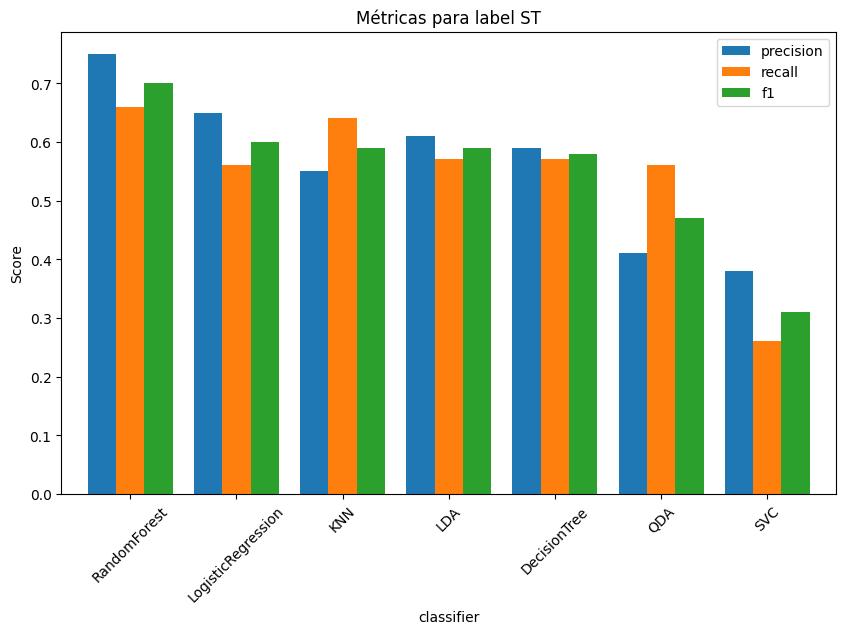 Métricas para label ST
precision
recall
f1
Score
0.7
0.6
0.5
0.4
0.3
0.2
0.1
0.0
RandomForest
LogisticRegression
KNN
LDA
DecisionTree
QDA
SVC
classifier